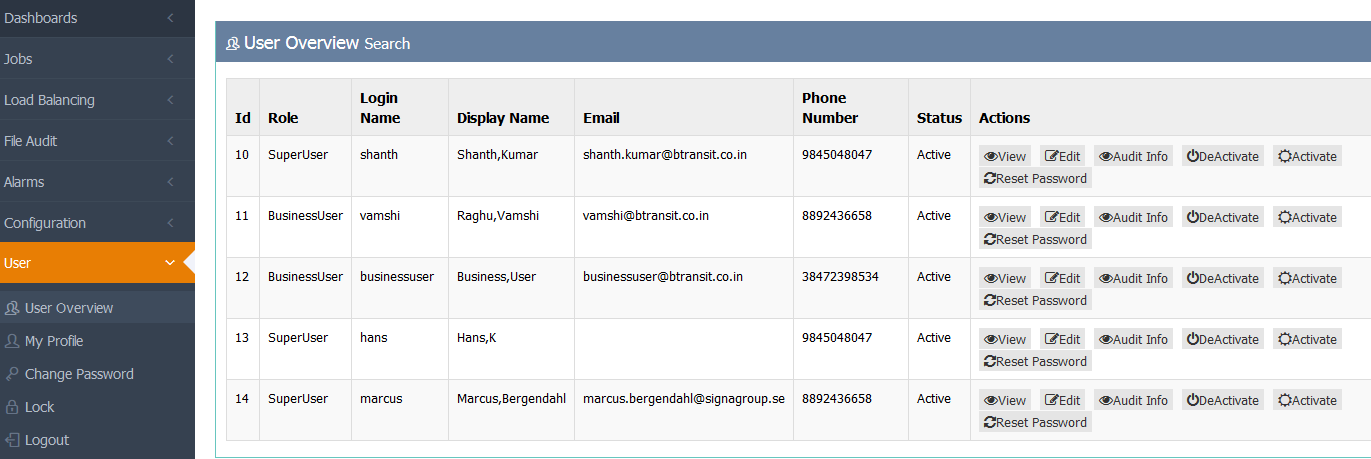 Dashboards
Jobs
Load Balancing
File Audit
Alarms
Configuration
User
User Overview
My Profile
Change Password
Lock
Logout
User Overview Search
Id Role Login Name Display Name Email Phone Number Status Actions
10 SuperUser shanth Shanth,Kumar shanth.kumar@btransit.co.in 9845048047 Active View Edit Audit Info DeActivate Activate
Reset Password
11 BusinessUser vamshi Raghu,Vamshi vamshi@btransit.co.in 8892436658 Active View Edit Audit Info DeActivate Activate
Reset Password
12 BusinessUser businessuser Business,User businessuser@btransit.co.in 38472398534 Active View Edit Audit Info DeActivate Activate
Reset Password
13 SuperUser hans Hans,K 9845048047 Active View Edit Audit Info DeActivate Activate
Reset Password
14 SuperUser marcus Marcus,Bergendahl marcus.bergendahl@signagroup.se 8892436658 Active View Edit Audit Info DeActivate Activate
Reset Password